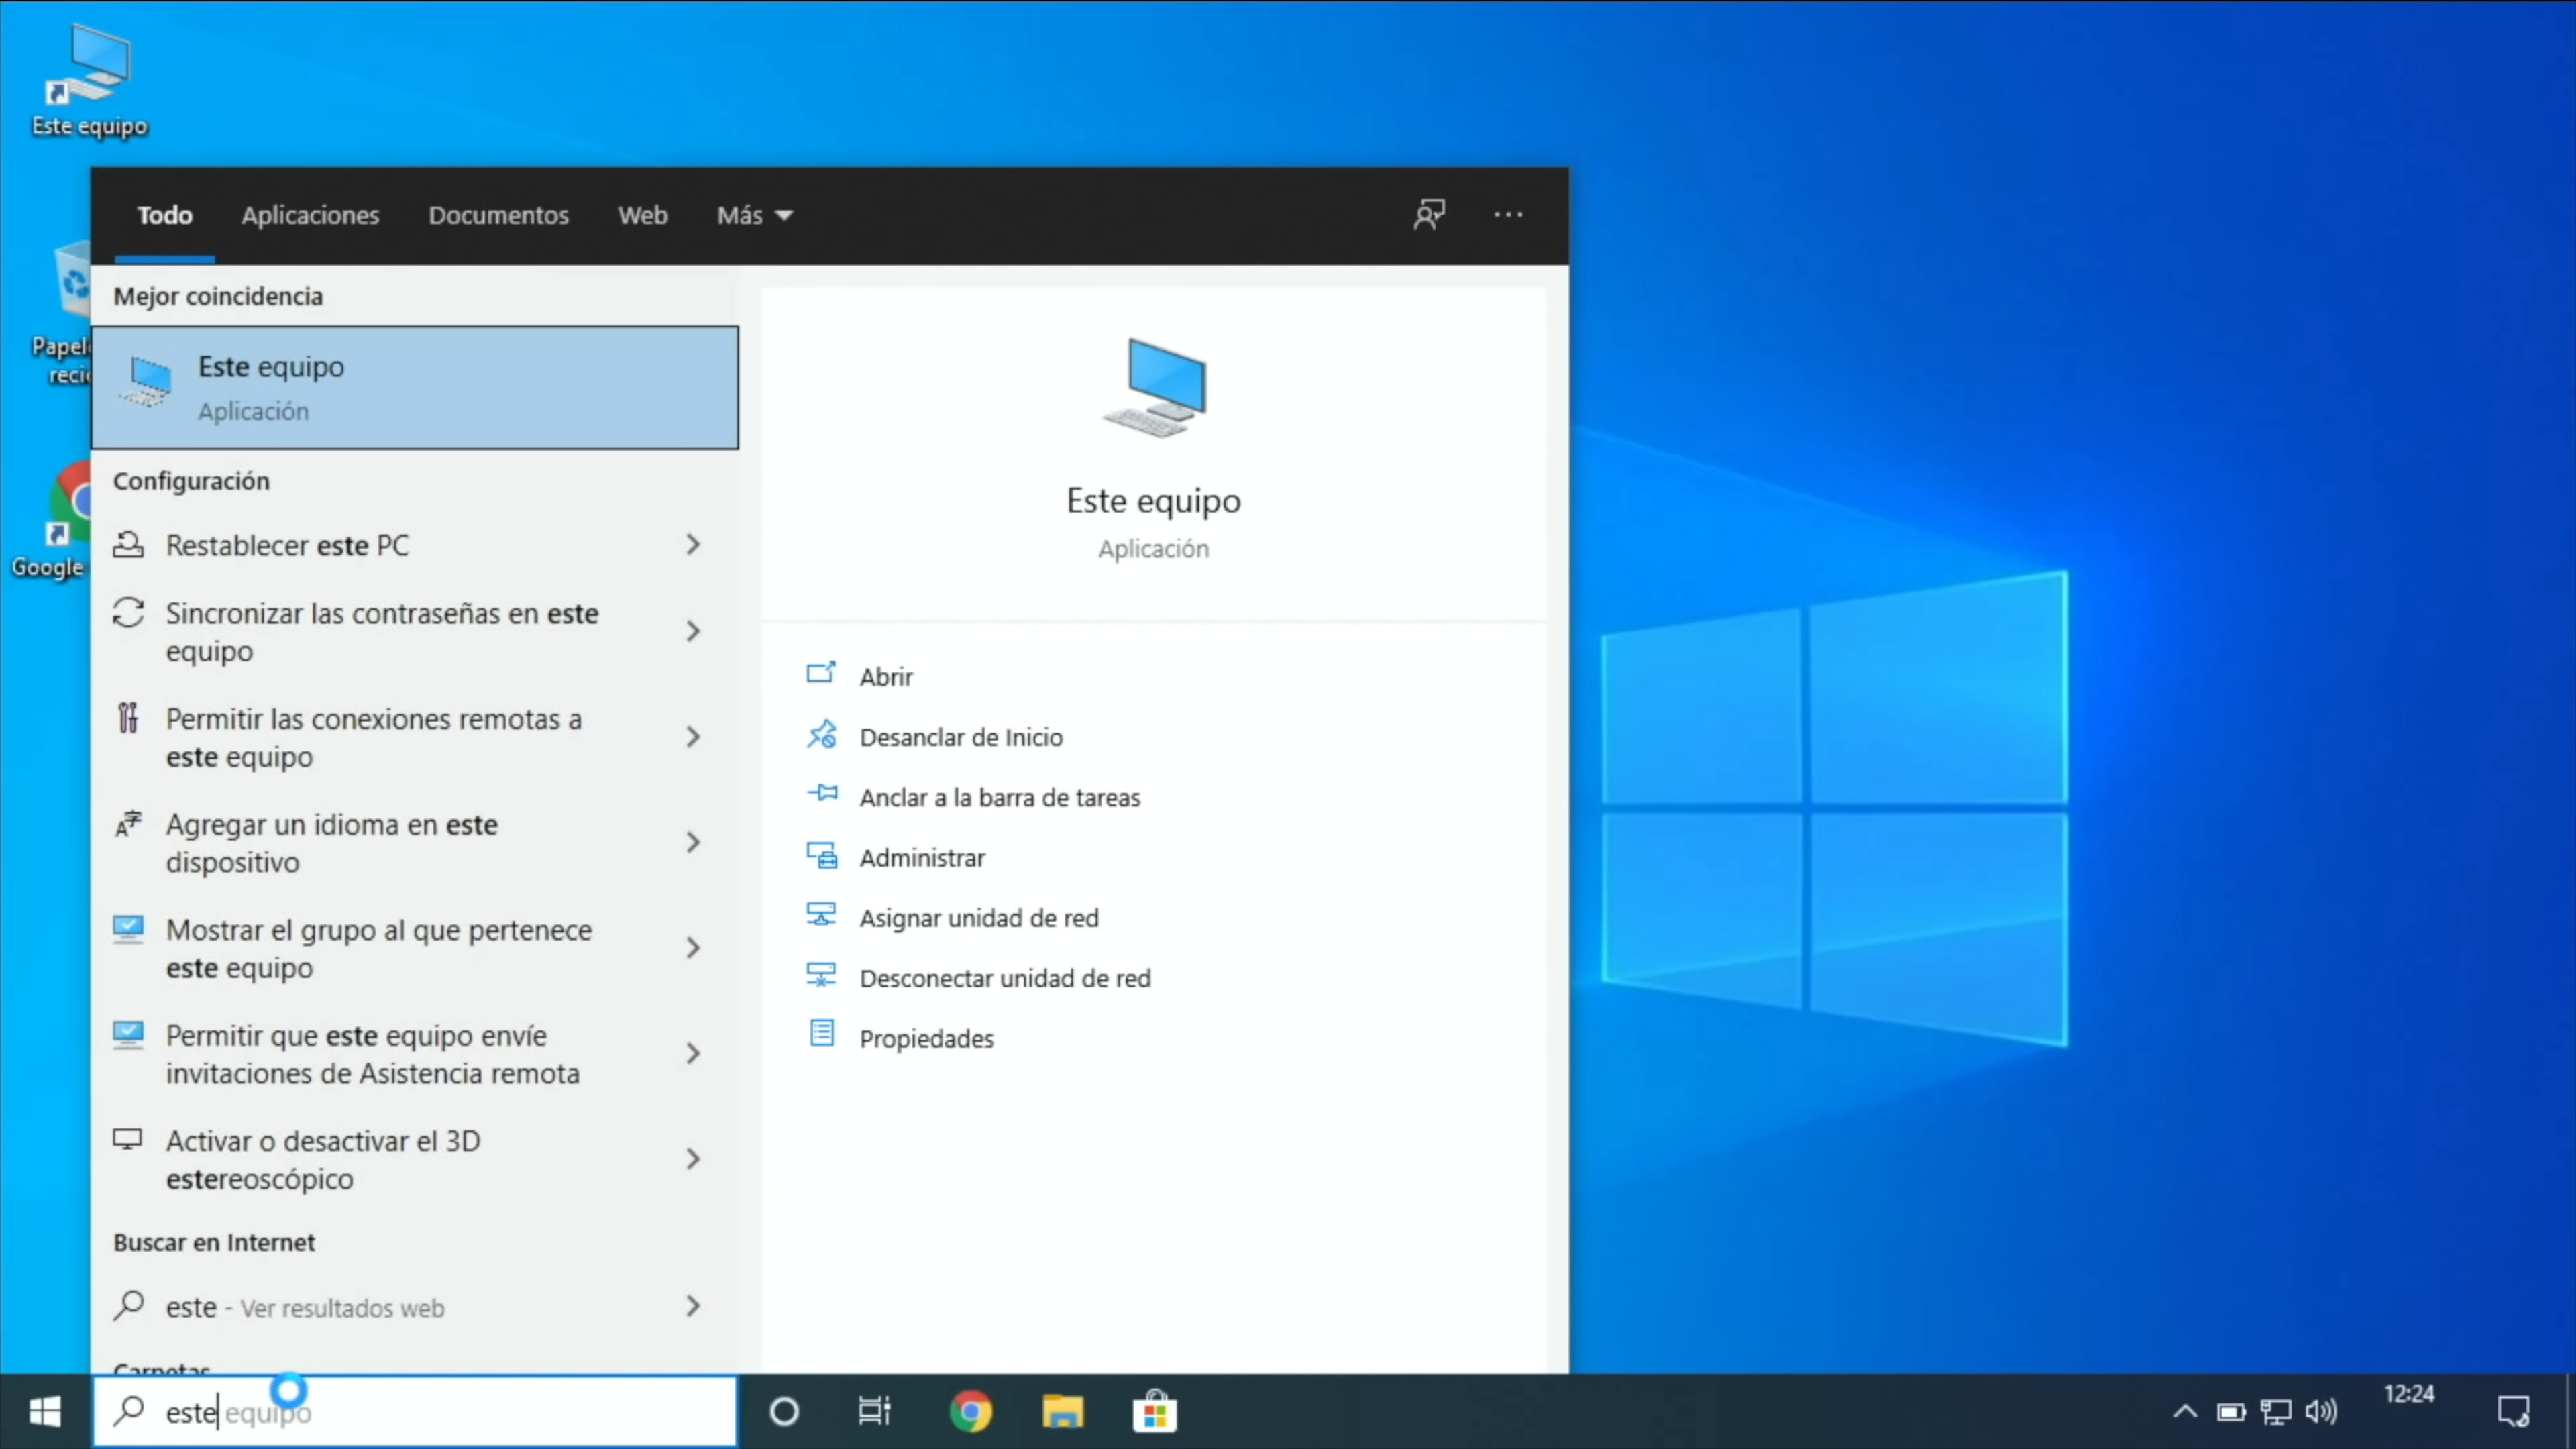 Este equipo
Papel
reci
Google
Todo Aplicaciones Documentos Web Más
Mejor coincidencia
Este equipo
Aplicación
Configuración
Restablecer este PC
Sincronizar las contraseñas en este
equipo
Permitir las conexiones remotas a
este equipo
Agregar un idioma en este
dispositivo
Mostrar el grupo al que pertenece
este equipo
Permitir que este equipo envíe
invitaciones de Asistencia remota
Activar o desactivar el 3D
estereoscópico
Buscar en Internet
este - Ver resultados web
Carpetas
Este equipo
Aplicación
Abrir
Desanclar de Inicio
Anclar a la barra de tareas
Administrar
Asignar unidad de red
Desconectar unidad de red
Propiedades
este equipo
12:24